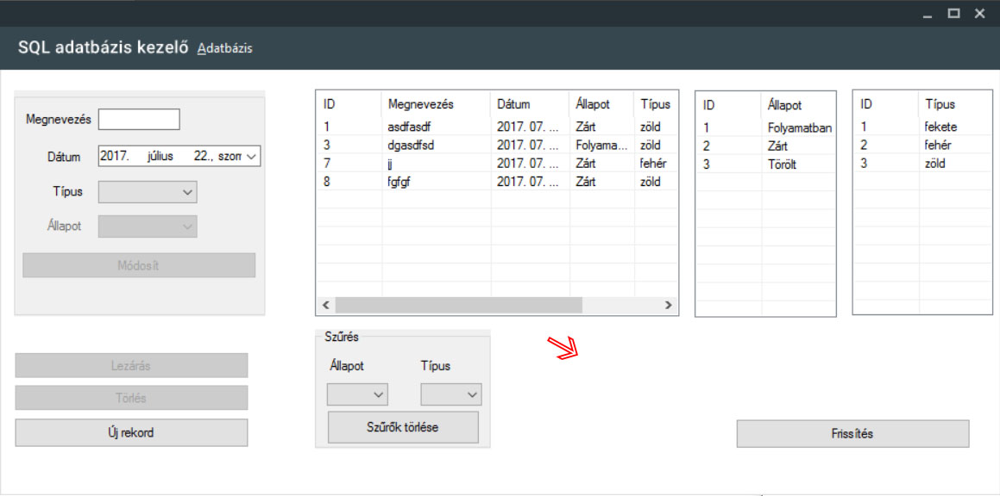 SQL adatbázis kezelő Adatbázis
Megnevezés
Dátum 2017. július 22., szom
Típus
Állapot
Módosít
Lezárás
Törlés
Új rekord
ID Megnevezés Dátum Állapot Típus
1 asdfasdf 2017. 07. ... Zárt zöld
3 dgasdfsd 2017. 07. ... Folyama... zöld
7 jj 2017. 07. ... Zárt fehér
8 fgfgf 2017. 07. ... Zárt zöld
Szűrés
Állapot Típus
Szűrők törlése
ID Állapot
1 Folyamatban
2 Zárt
3 Törölt
ID Típus
1 fekete
2 fehér
3 zöld
Frissítés